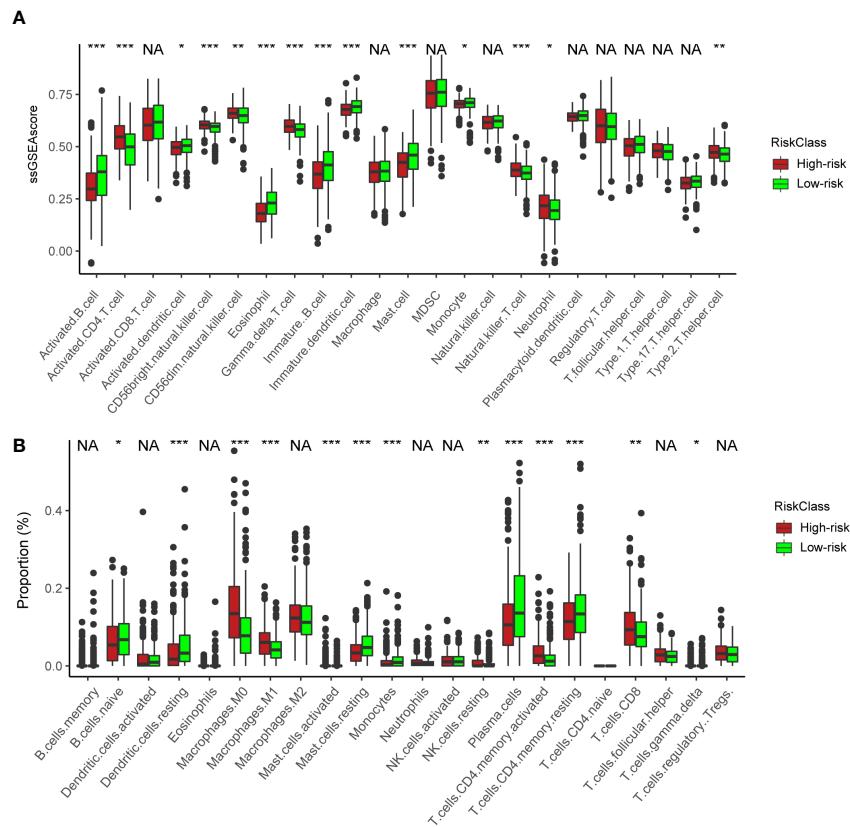 A
*** *** NA * *** ** *** *** *** *** NA *** NA * NA *** * NA NA NA NA NA **
ssGSEAscore
0.75
0.50
0.25
0.00
RiskClass
High-risk
Low-risk
Activated.B.cell
Activated.CD4.T.cell
Activated.CD8.T.cell
Activated.dendritic.cell
CD56bright.natural.killer.cell
CD56dim.natural.killer.cell
Eosinophil
Gamma.delta.T.cell
Immature..B.cell
Immature.dendritic.cell
Macrophage
Mast.cell
MDSC
Monocyte
Natural.killer.cell
Natural.killer.T.cell
Neutrophil
Plasmacytoid.dendritic.cell
Regulatory.T.cell
T.follicular.helper.cell
Type.1.T.helper.cell
Type.17.T.helper.cell
Type.2.T.helper.cell
B
NA * NA *** NA *** *** NA *** *** *** NA NA ** *** *** *** ** NA * NA
Proportion (%)
0.4
0.2
0.0
RiskClass
High-risk
Low-risk
B.cells.memory
B.cells.naive
Dendritic.cells.activated
Dendritic.cells.resting
Eosinophils
Macrophages.M0
Macrophages.M1
Macrophages.M2
Mast.cells.activated
Mast.cells.resting
Monocytes
Neutrophils
NK.cells.activated
NK.cells.resting
Plasma.cells
T.cells.CD4.memory.activated
T.cells.CD4.memory.resting
T.cells.CD4.naive
T.cells.CD8
T.cells.follicular.helper
T.cells.gamma.delta
T.cells.regulatory..Tregs.